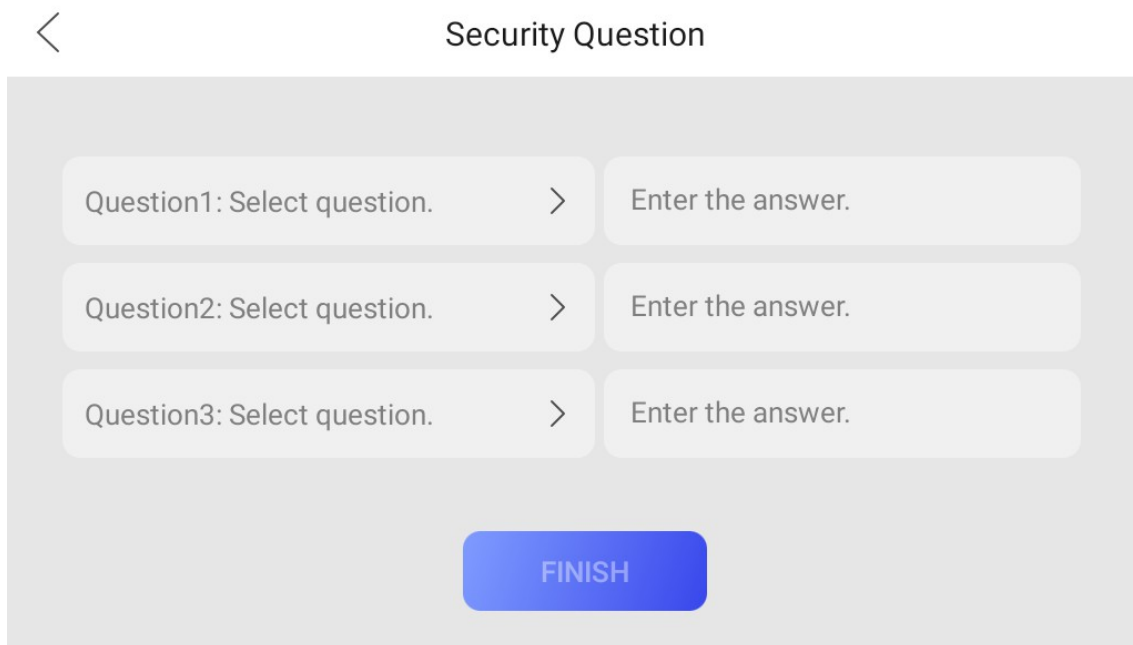 Security Question
Question1: Select question.
Enter the answer.
Question2: Select question.
Enter the answer.
Question3: Select question.
Enter the answer.
FINISH